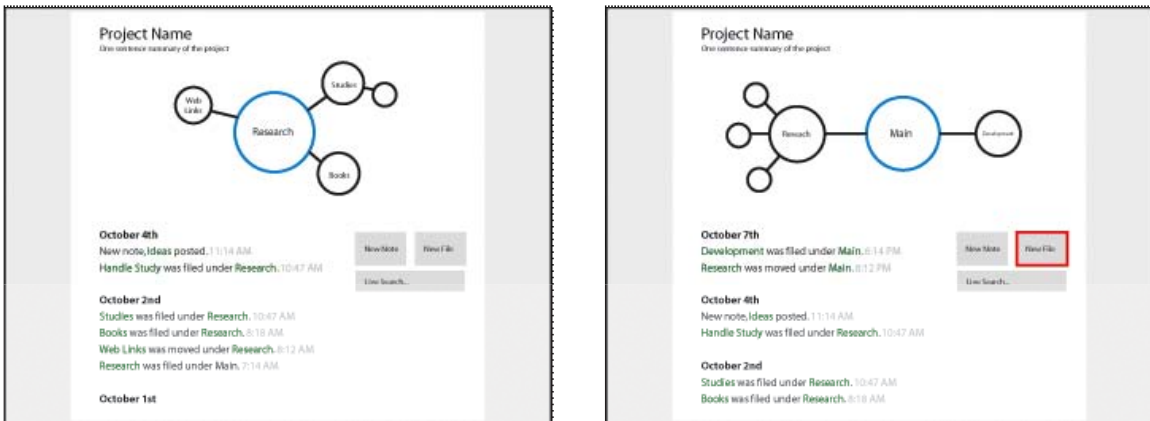 Project Name
One sentence summary of the project
Studies
Web
Links
Research
Books
October 4th
New note, Ideas posted. 11:14 AM
Handle Study was filed under Research. 10:47 AM
New Note
New File
Live Search...
October 2nd
Studies was filed under Research. 10:47 AM
Books was filed under Research. 8:18 AM
Web Links was moved under Research. 8:12 AM
Research was filed under Main. 7:14 AM
October 1st
Project Name
One sentence summary of the project
Main
Development
October 7th
Development was filed under Main. 6:14 PM
Research was moved under Main. 8:12 PM
New Note
New File
Live Search...
October 4th
New note, Ideas posted. 11:14 AM
Handle Study was filed under Research. 10:47 AM
October 2nd
Studies was filed under Research. 10:47 AM
Books was filed under Research. 8:18 AM